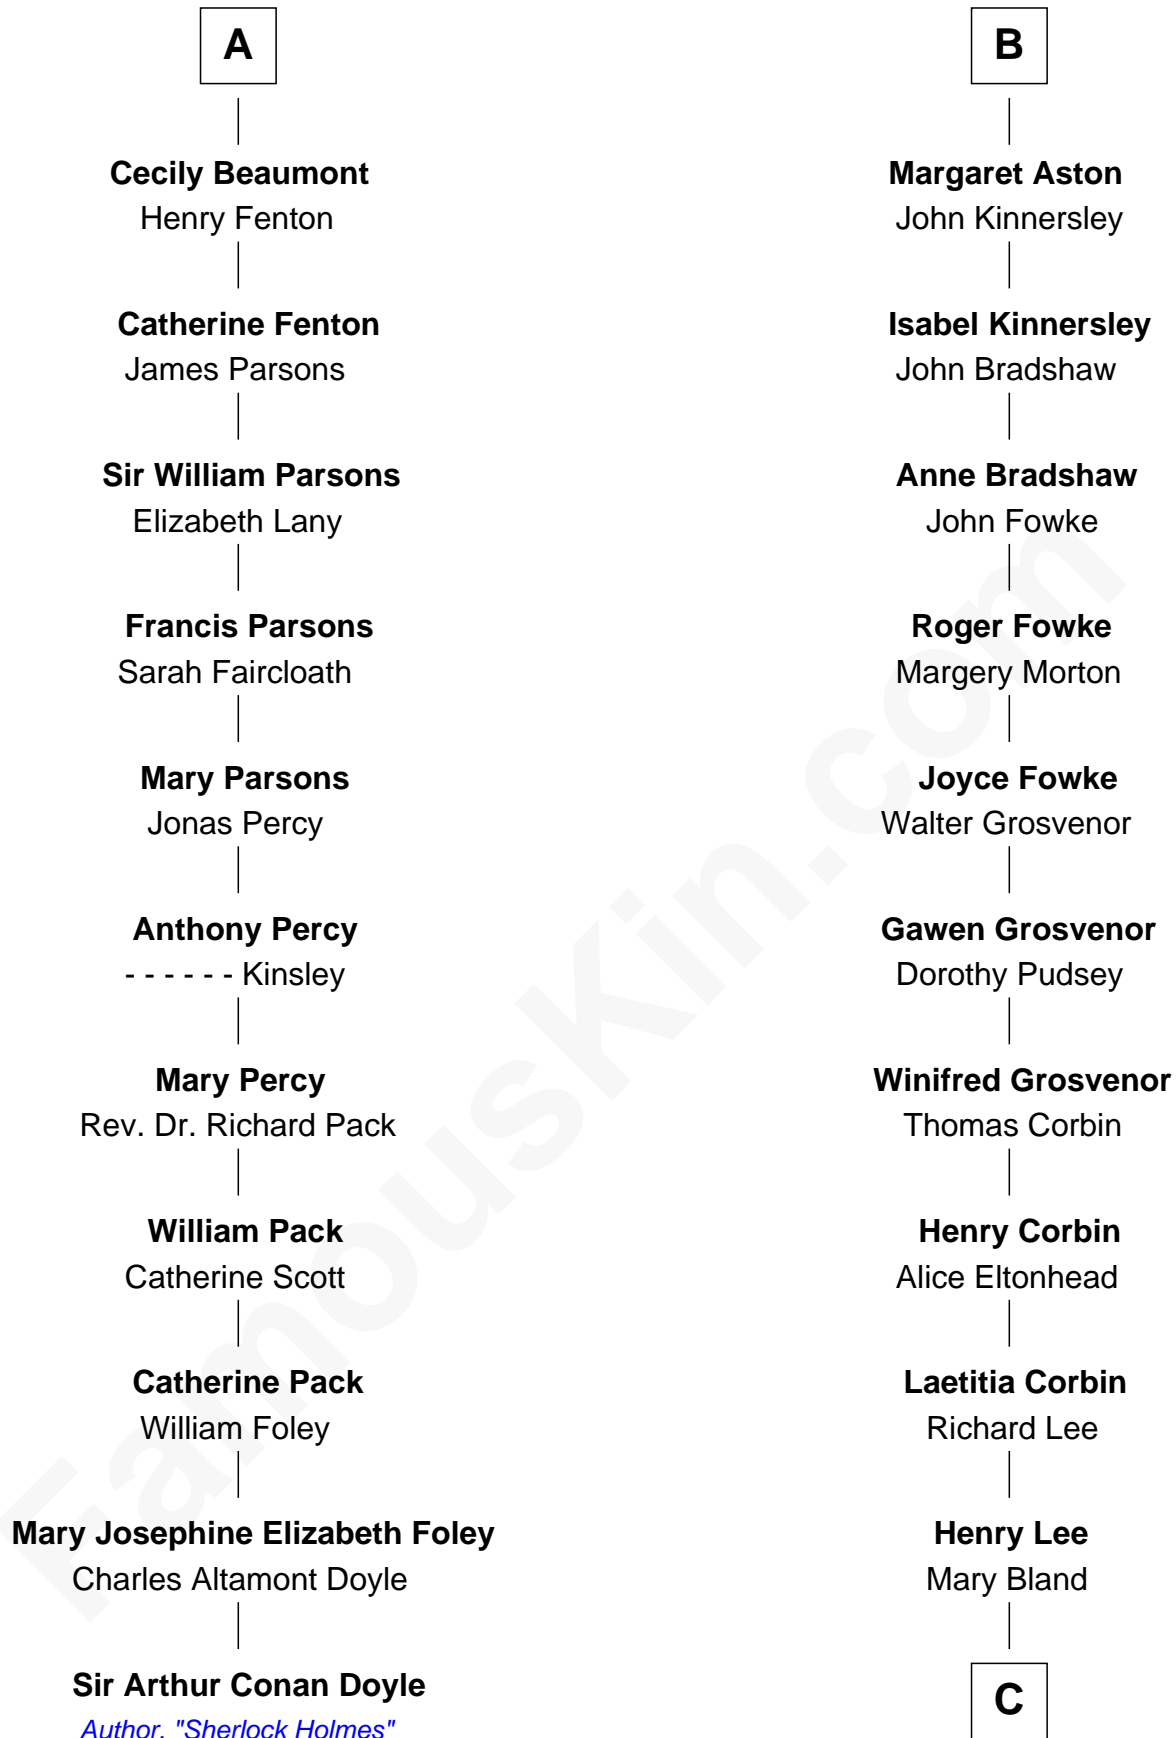 A
Cecily Beaumont
Henry Fenton
Catherine Fenton
James Parsons
Sir William Parsons
Elizabeth Lany
Francis Parsons
Sarah Faircloath
Mary Parsons
Jonas Percy
Anthony Percy
- - - - - - Kinsley
Mary Percy
Rev. Dr. Richard Pack
William Pack
Catherine Scott
Catherine Pack
William Foley
Mary Josephine Elizabeth Foley
Charles Altamont Doyle
Sir Arthur Conan Doyle
Author, "Sherlock Holmes"
B
Margaret Aston
John Kinnersley
Isabel Kinnersley
John Bradshaw
Anne Bradshaw
John Fowke
Roger Fowke
Margery Morton
Joyce Fowke
Walter Grosvenor
Gawen Grosvenor
Dorothy Pudsey
Winifred Grosvenor
Thomas Corbin
Henry Corbin
Alice Eltonhead
Laetitia Corbin
Richard Lee
Henry Lee
Mary Bland
C
FamousKin.com